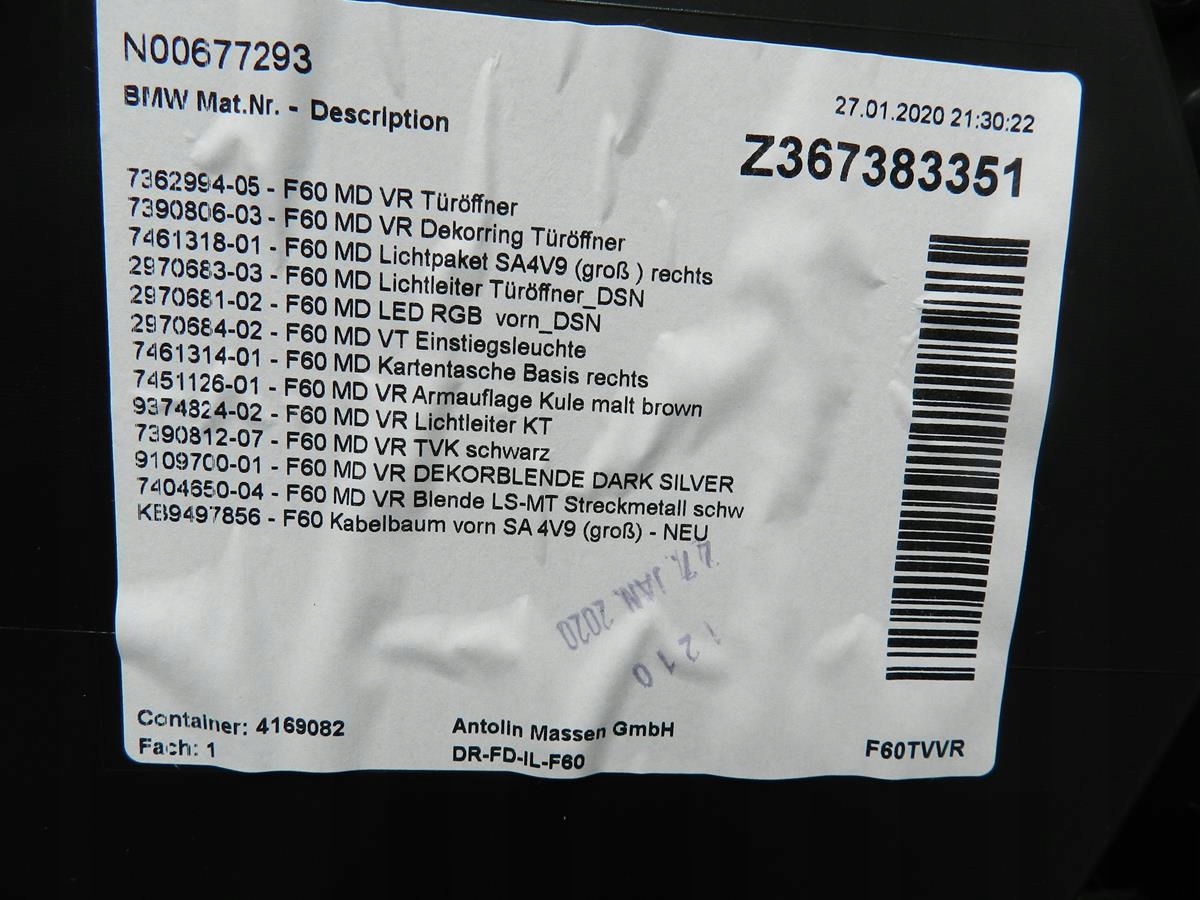 N00677293
BMW Mat.Nr. - Description
27.01.2020 21:30:22
Z367383351
7362994-05 - F60 MD VR Türöffner
7390806-03 - F60 MD VR Dekorring Türöffner
7461318-01 - F60 MD Lichtpaket SA4V9 (groß ) rechts
2970683-03 - F60 MD Lichtleiter Türöffner_DSN
2970681-02 - F60 MD LED RGB vorn_DSN
2970684-02 - F60 MD VT Einstiegsleuchte
7461314-01 - F60 MD Kartentasche Basis rechts
7451126-01 - F60 MD VR Armauflage Kule malt brown
9374824-02 - F60 MD VR Lichtleiter KT
7390812-07 - F60 MD VR TVK schwarz
9109700-01 - F60 MD VR DEKORBLENDE DARK SILVER
7404650-04 - F60 MD VR Blende LS-MT Streckmetall schw
KB9497856 - F60 Kabelbaum vorn SA 4V9 (groß) - NEU
27. JAN. 2020
1210
Container: 4169082
Fach: 1
Antolin Massen GmbH
DR-FD-IL-F60
F60TVVR